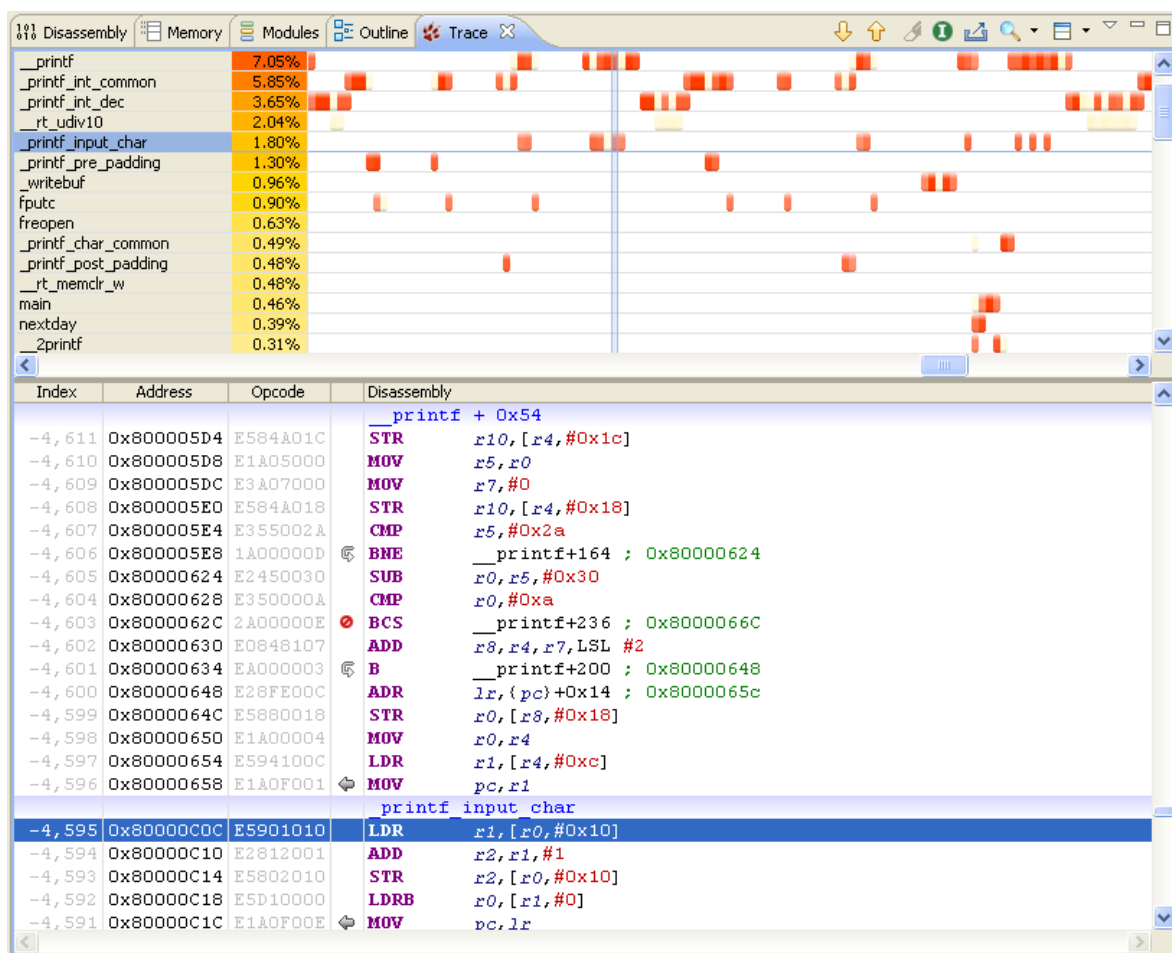 Disassembly Memory Modules Outline Trace
__printf 7.05%
_printf_int_common 5.85%
_printf_int_dec 3.65%
__rt_udiv10 2.04%
_printf_input_char 1.80%
_printf_pre_padding 1.30%
_writebuf 0.96%
fputc 0.90%
freopen 0.63%
_printf_char_common 0.49%
_printf_post_padding 0.48%
__rt_memclr_w 0.48%
main 0.46%
nextday 0.39%
__2printf 0.31%
Index Address Opcode Disassembly
__printf + 0x54
-4,611 0x800005D4 E584A01C STR r10,[r4,#0x1c]
-4,610 0x800005D8 E1A05000 MOV r5,r0
-4,609 0x800005DC E3A07000 MOV r7,#0
-4,608 0x800005E0 E584A018 STR r10,[r4,#0x18]
-4,607 0x800005E4 E355002A CMP r5,#0x2a
-4,606 0x800005E8 1A00000D BNE __printf+164 ; 0x80000624
-4,605 0x80000624 E2450030 SUB r0,r5,#0x30
-4,604 0x80000628 E350000A CMP r0,#0xa
-4,603 0x8000062C 2A00000E BCS __printf+236 ; 0x8000066C
-4,602 0x80000630 E0848107 ADD r8,r4,r7,LSL #2
-4,601 0x80000634 EA000003 B __printf+200 ; 0x80000648
-4,600 0x80000648 E28FE00C ADR lr,{pc}+0x14 ; 0x8000065c
-4,599 0x8000064C E5880018 STR r0,[r8,#0x18]
-4,598 0x80000650 E1A00004 MOV r0,r4
-4,597 0x80000654 E594100C LDR r1,[r4,#0xc]
-4,596 0x80000658 E1A0F001 MOV pc,r1
_printf_input_char
-4,595 0x80000C0C E5901010 LDR r1,[r0,#0x10]
-4,594 0x80000C10 E2812001 ADD r2,r1,#1
-4,593 0x80000C14 E5802010 STR r2,[r0,#0x10]
-4,592 0x80000C18 E5D10000 LDRB r0,[r1,#0]
-4,591 0x80000C1C E1A0F00E MOV pc,lr